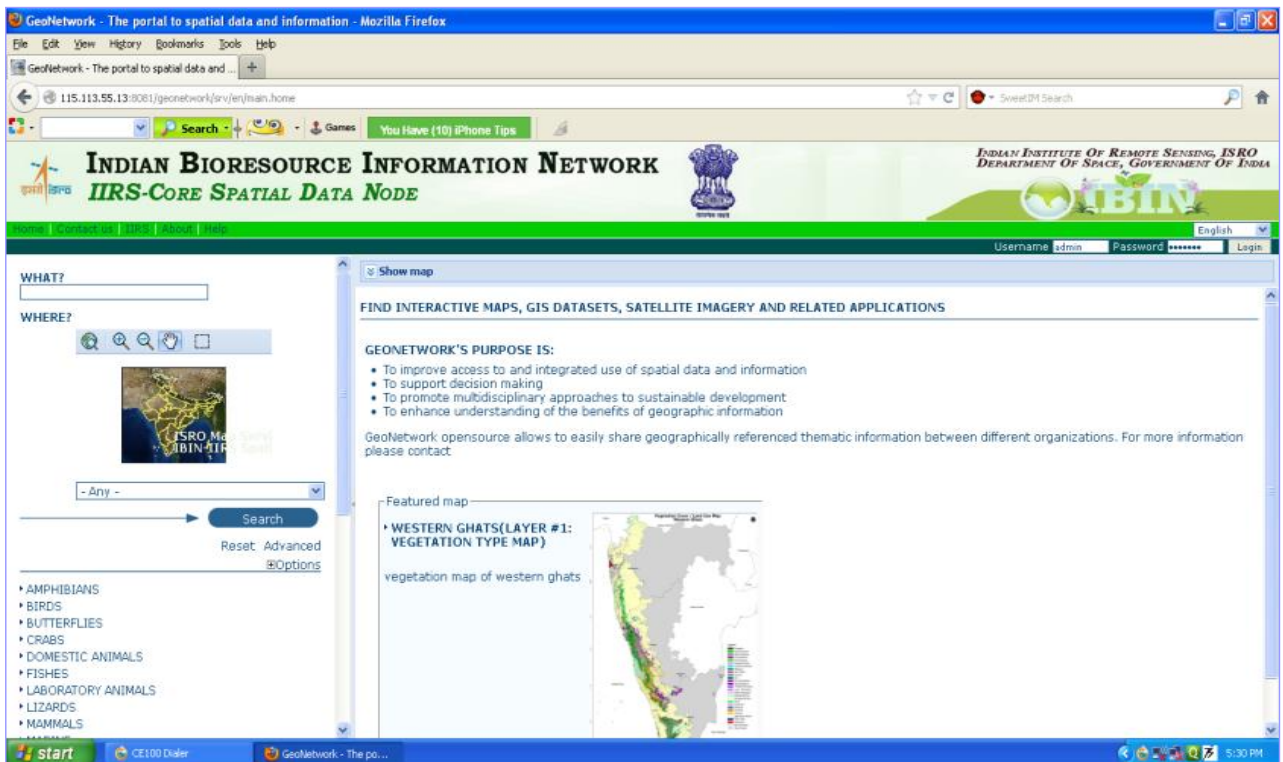 GeoNetwork - The portal to spatial data and information - Mozilla Firefox
File Edit View History Bookmarks Tools Help
GeoNetwork - The portal to spatial data and ...
115.113.55.13:8081/geonetwork/srv/en/main.home
SweetIM Search
Search
Games
You Have (10) iPhone Tips
INDIAN BIORESOURCE INFORMATION NETWORK
IIRS-CORE SPATIAL DATA NODE
INDIAN INSTITUTE OF REMOTE SENSING, ISRO
DEPARTMENT OF SPACE, GOVERNMENT OF INDIA
इसरो isro
IBIN
Home | Contact us | IIRS | About | Help
English
Username admin Password ••••••• Login
WHAT?
WHERE?
ISRO
- Any -
Search
Reset Advanced
Options
AMPHIBIANS
BIRDS
BUTTERFLIES
CRABS
DOMESTIC ANIMALS
FISHES
LABORATORY ANIMALS
LIZARDS
MAMMALS
Show map
FIND INTERACTIVE MAPS, GIS DATASETS, SATELLITE IMAGERY AND RELATED APPLICATIONS
GEONETWORK'S PURPOSE IS:
• To improve access to and integrated use of spatial data and information
• To support decision making
• To promote multidisciplinary approaches to sustainable development
• To enhance understanding of the benefits of geographic information
GeoNetwork opensource allows to easily share geographically referenced thematic information between different organizations. For more information
please contact
Featured map
WESTERN GHATS(LAYER #1:
VEGETATION TYPE MAP)
vegetation map of western ghats
start
CE100 Dialer
GeoNetwork - The po...
5:30 PM